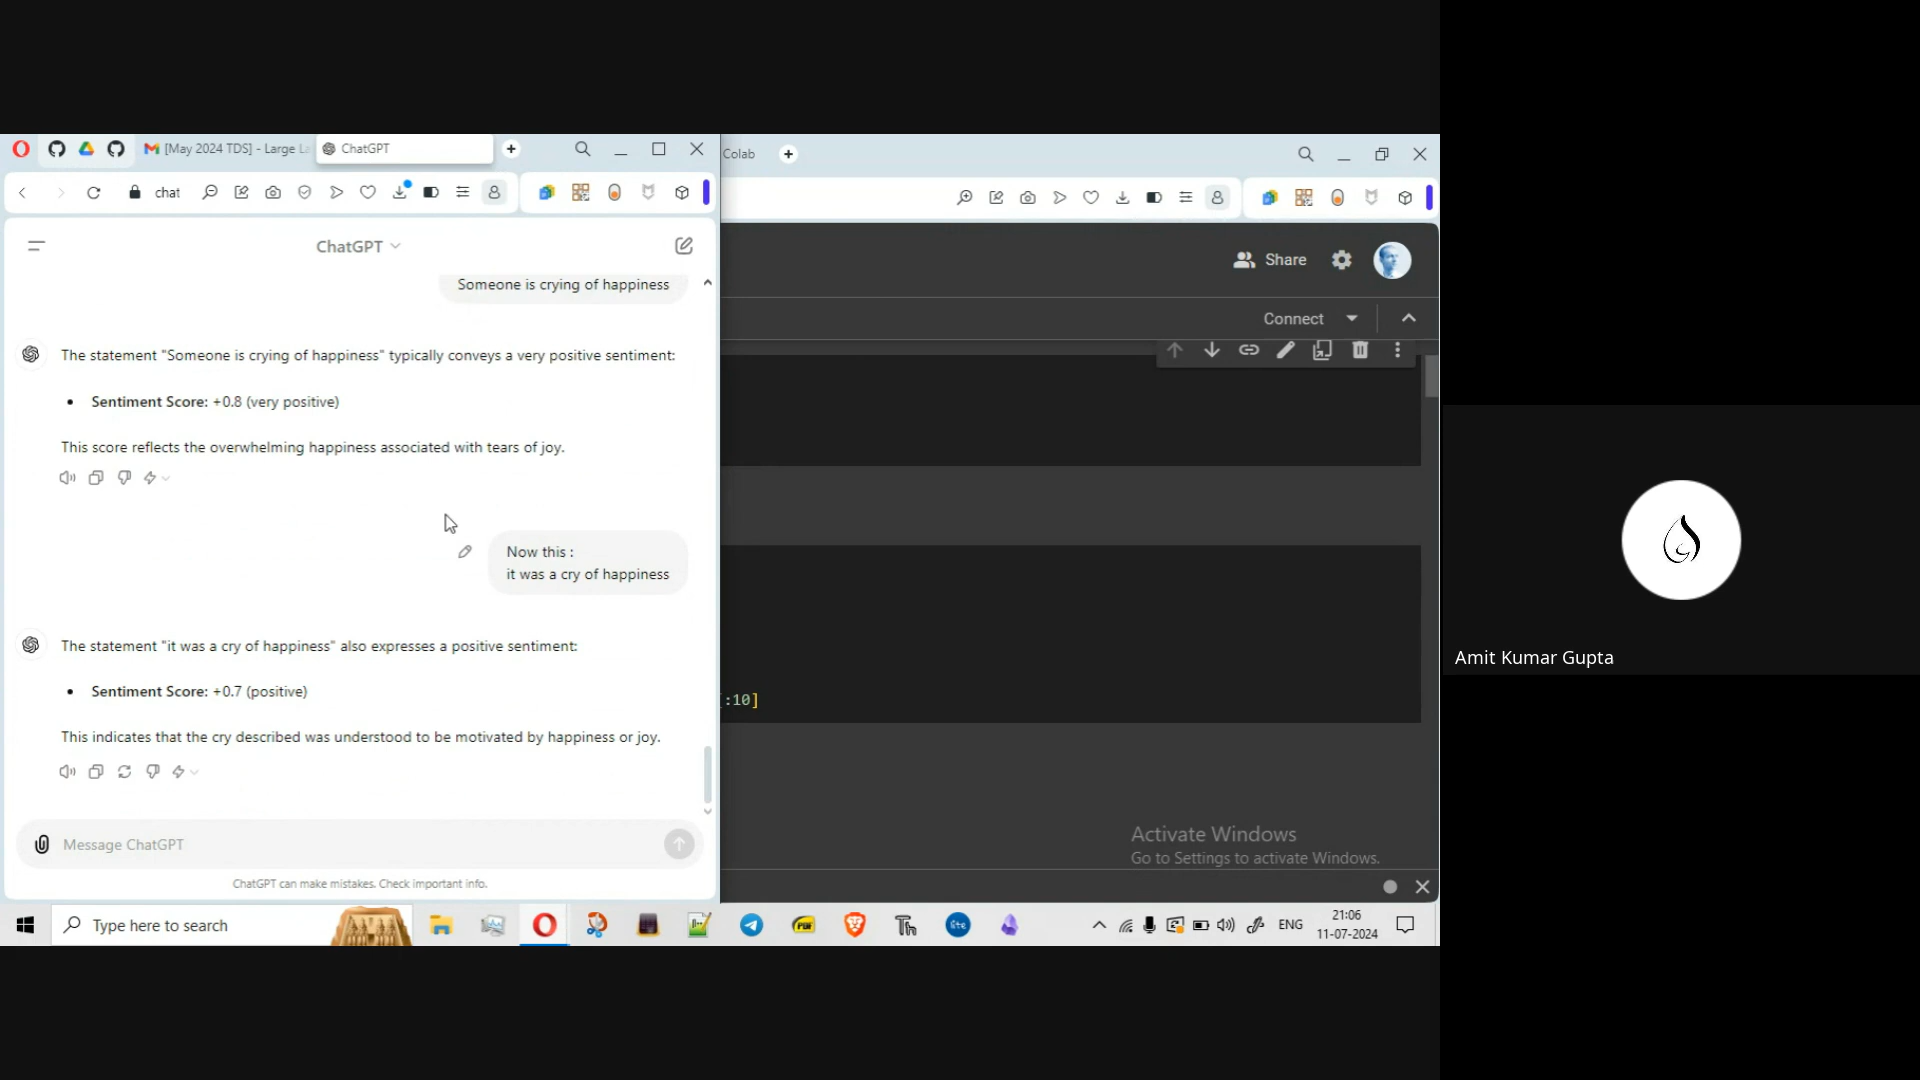 [May 2024 TDS] - Large La
ChatGPT
Colab
chat
ChatGPT
Share
Connect
Someone is crying of happiness
The statement "Someone is crying of happiness" typically conveys a very positive sentiment:
Sentiment Score: +0.8 (very positive)
This score reflects the overwhelming happiness associated with tears of joy.
Now this :
it was a cry of happiness
The statement "it was a cry of happiness" also expresses a positive sentiment:
Sentiment Score: +0.7 (positive)
This indicates that the cry described was understood to be motivated by happiness or joy.
[:10]
Message ChatGPT
ChatGPT can make mistakes. Check important info.
Activate Windows
Go to Settings to activate Windows.
Type here to search
ENG
21:06
11-07-2024
Amit Kumar Gupta